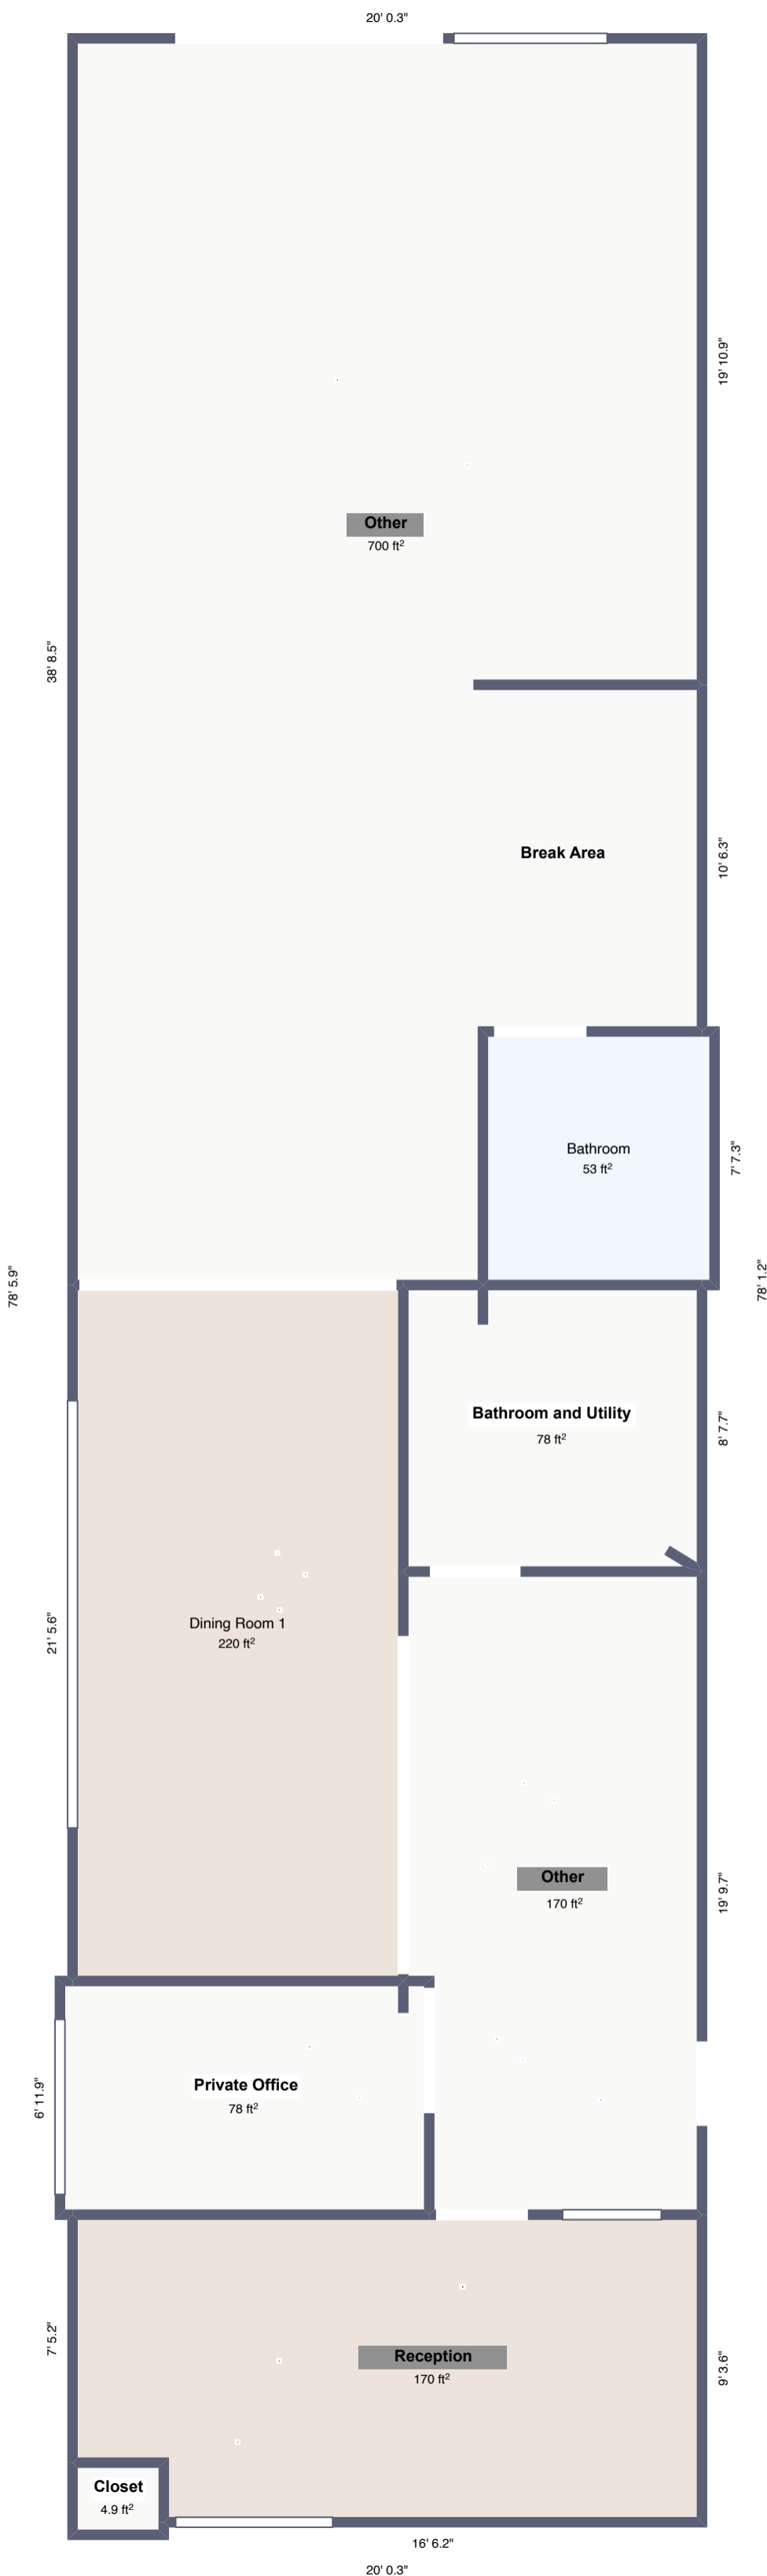 20' 0.3"
19' 10.9"
Other
700 ft²
38' 8.5"
Break Area
10' 6.3"
Bathroom
53 ft²
7' 7.3"
78' 5.9"
78' 1.2"
Bathroom and Utility
78 ft²
8' 7.7"
Dining Room 1
220 ft²
21' 5.6"
Other
170 ft²
19' 9.7"
Private Office
78 ft²
6' 11.9"
Reception
170 ft²
7' 5.2"
9' 3.6"
Closet
4.9 ft²
16' 6.2"
20' 0.3"